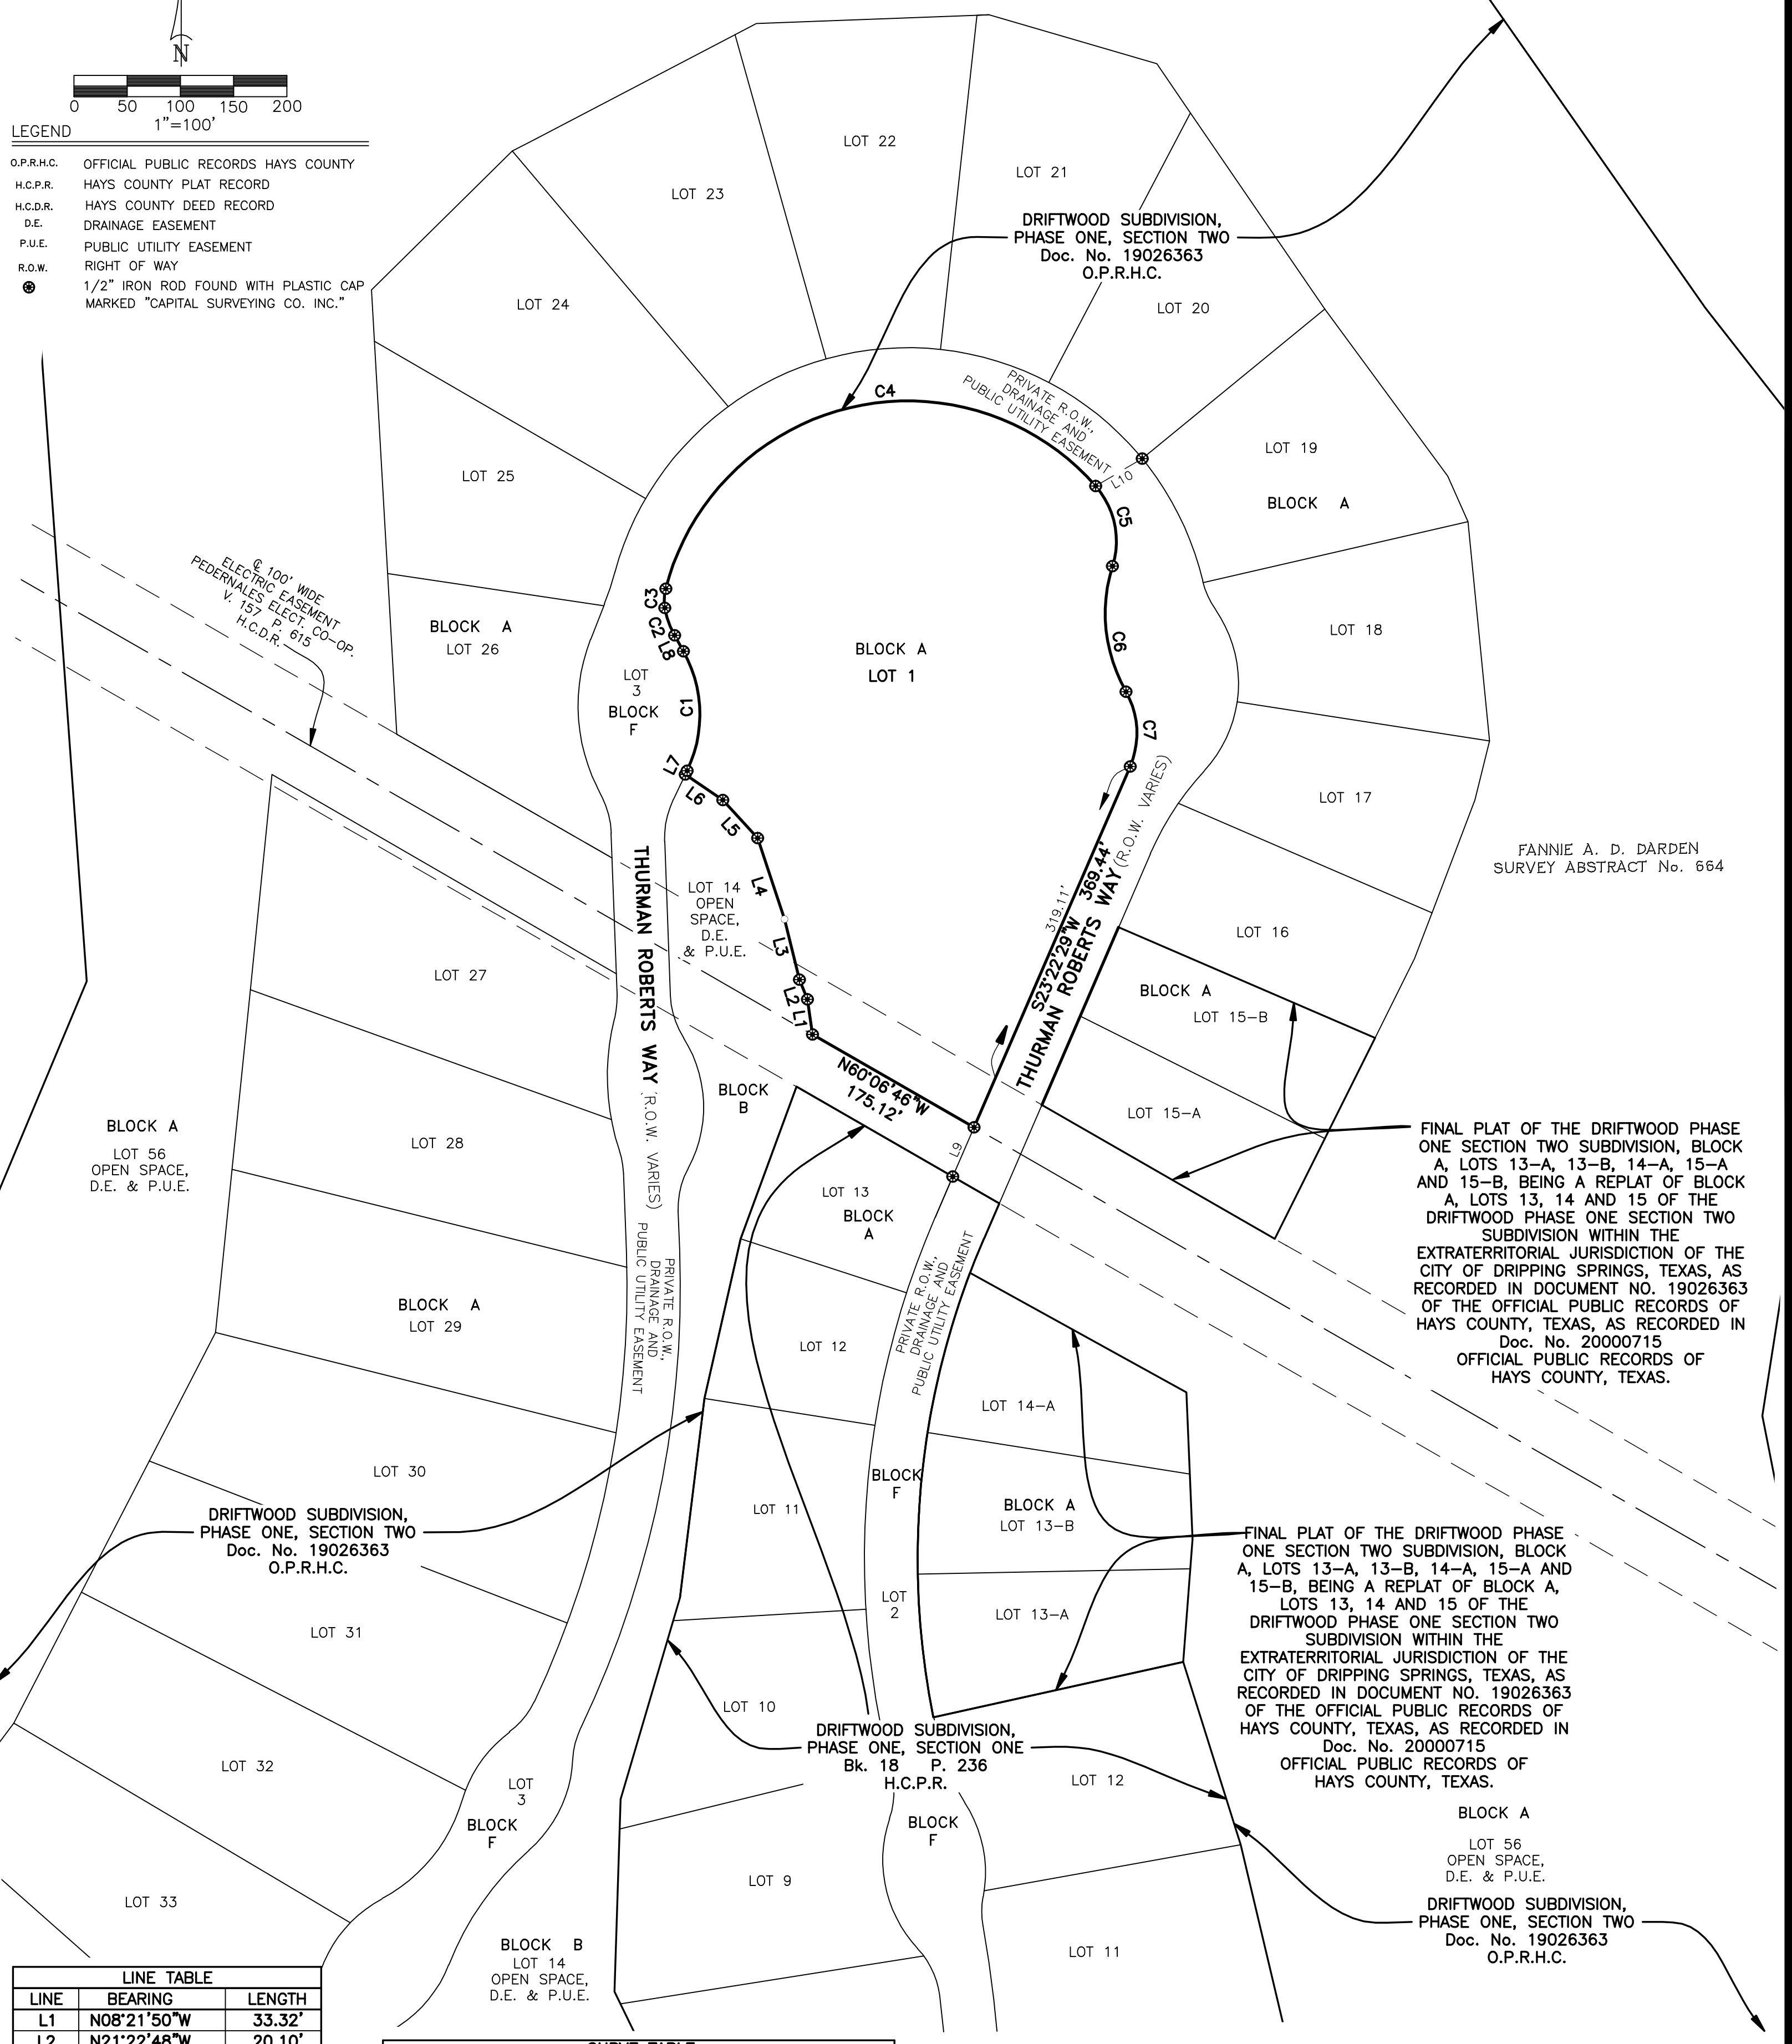 N
0 50 100 150 200
1"=100'
LEGEND
O.P.R.H.C. OFFICIAL PUBLIC RECORDS HAYS COUNTY
H.C.P.R. HAYS COUNTY PLAT RECORD
H.C.D.R. HAYS COUNTY DEED RECORD
D.E. DRAINAGE EASEMENT
P.U.E. PUBLIC UTILITY EASEMENT
R.O.W. RIGHT OF WAY
1/2" IRON ROD FOUND WITH PLASTIC CAP
MARKED "CAPITAL SURVEYING CO. INC."
LOT 22
LOT 21
LOT 23
DRIFTWOOD SUBDIVISION,
PHASE ONE, SECTION TWO
Doc. No. 19026363
O.P.R.H.C.
LOT 24
LOT 20
PRIVATE R.O.W.,
DRAINAGE AND
PUBLIC UTILITY EASEMENT
C4
L10
LOT 19
BLOCK A
LOT 25
C5
℄ 100' WIDE
ELECTRIC EASEMENT
PEDERNALES ELECT. CO-OP.
V. 157 P. 615
H.C.D.R.
BLOCK A
LOT 26
C3
C2
L8
C1
LOT
3
BLOCK
F
BLOCK A
LOT 1
C6
LOT 18
C7
L7
L6
L5
L4
L3
L2
L1
LOT 17
FANNIE A. D. DARDEN
SURVEY ABSTRACT No. 664
THURMAN ROBERTS WAY (R.O.W. VARIES)
LOT 14
OPEN
SPACE,
D.E.
& P.U.E.
319.11'
S23°22'29"W 369.44'
THURMAN ROBERTS WAY (R.O.W. VARIES)
LOT 16
LOT 27
BLOCK A
LOT 15-B
N60°06'46"W
175.12'
LOT 15-A
BLOCK
B
L9
BLOCK A
LOT 56
OPEN SPACE,
D.E. & P.U.E.
LOT 28
LOT 13
BLOCK
A
FINAL PLAT OF THE DRIFTWOOD PHASE
ONE SECTION TWO SUBDIVISION, BLOCK
A, LOTS 13-A, 13-B, 14-A, 15-A
AND 15-B, BEING A REPLAT OF BLOCK
A, LOTS 13, 14 AND 15 OF THE
DRIFTWOOD PHASE ONE SECTION TWO
SUBDIVISION WITHIN THE
EXTRATERRITORIAL JURISDICTION OF THE
CITY OF DRIPPING SPRINGS, TEXAS, AS
RECORDED IN DOCUMENT NO. 19026363
OF THE OFFICIAL PUBLIC RECORDS OF
HAYS COUNTY, TEXAS, AS RECORDED IN
Doc. No. 20000715
OFFICIAL PUBLIC RECORDS OF
HAYS COUNTY, TEXAS.
PRIVATE R.O.W.,
DRAINAGE AND
PUBLIC UTILITY EASEMENT
PRIVATE R.O.W.,
DRAINAGE AND
PUBLIC UTILITY EASEMENT
BLOCK A
LOT 29
LOT 12
LOT 14-A
LOT 30
BLOCK
F
LOT 11
BLOCK A
LOT 13-B
DRIFTWOOD SUBDIVISION,
PHASE ONE, SECTION TWO
Doc. No. 19026363
O.P.R.H.C.
FINAL PLAT OF THE DRIFTWOOD PHASE
ONE SECTION TWO SUBDIVISION, BLOCK
A, LOTS 13-A, 13-B, 14-A, 15-A AND
15-B, BEING A REPLAT OF BLOCK A,
LOTS 13, 14 AND 15 OF THE
DRIFTWOOD PHASE ONE SECTION TWO
SUBDIVISION WITHIN THE
EXTRATERRITORIAL JURISDICTION OF THE
CITY OF DRIPPING SPRINGS, TEXAS, AS
RECORDED IN DOCUMENT NO. 19026363
OF THE OFFICIAL PUBLIC RECORDS OF
HAYS COUNTY, TEXAS, AS RECORDED IN
Doc. No. 20000715
OFFICIAL PUBLIC RECORDS OF
HAYS COUNTY, TEXAS.
LOT
2
LOT 13-A
LOT 31
LOT 10
DRIFTWOOD SUBDIVISION,
PHASE ONE, SECTION ONE
Bk. 18 P. 236
H.C.P.R.
LOT 32
LOT
3
BLOCK
F
LOT 12
BLOCK
F
BLOCK A
LOT 56
OPEN SPACE,
D.E. & P.U.E.
LOT 9
LOT 33
DRIFTWOOD SUBDIVISION,
PHASE ONE, SECTION TWO
Doc. No. 19026363
O.P.R.H.C.
BLOCK B
LOT 14
OPEN SPACE,
D.E. & P.U.E.
LOT 11
LINE TABLE
LINE BEARING LENGTH
L1 N08°21'50"W 33.32'
L2 N21°22'48"W 20.10'